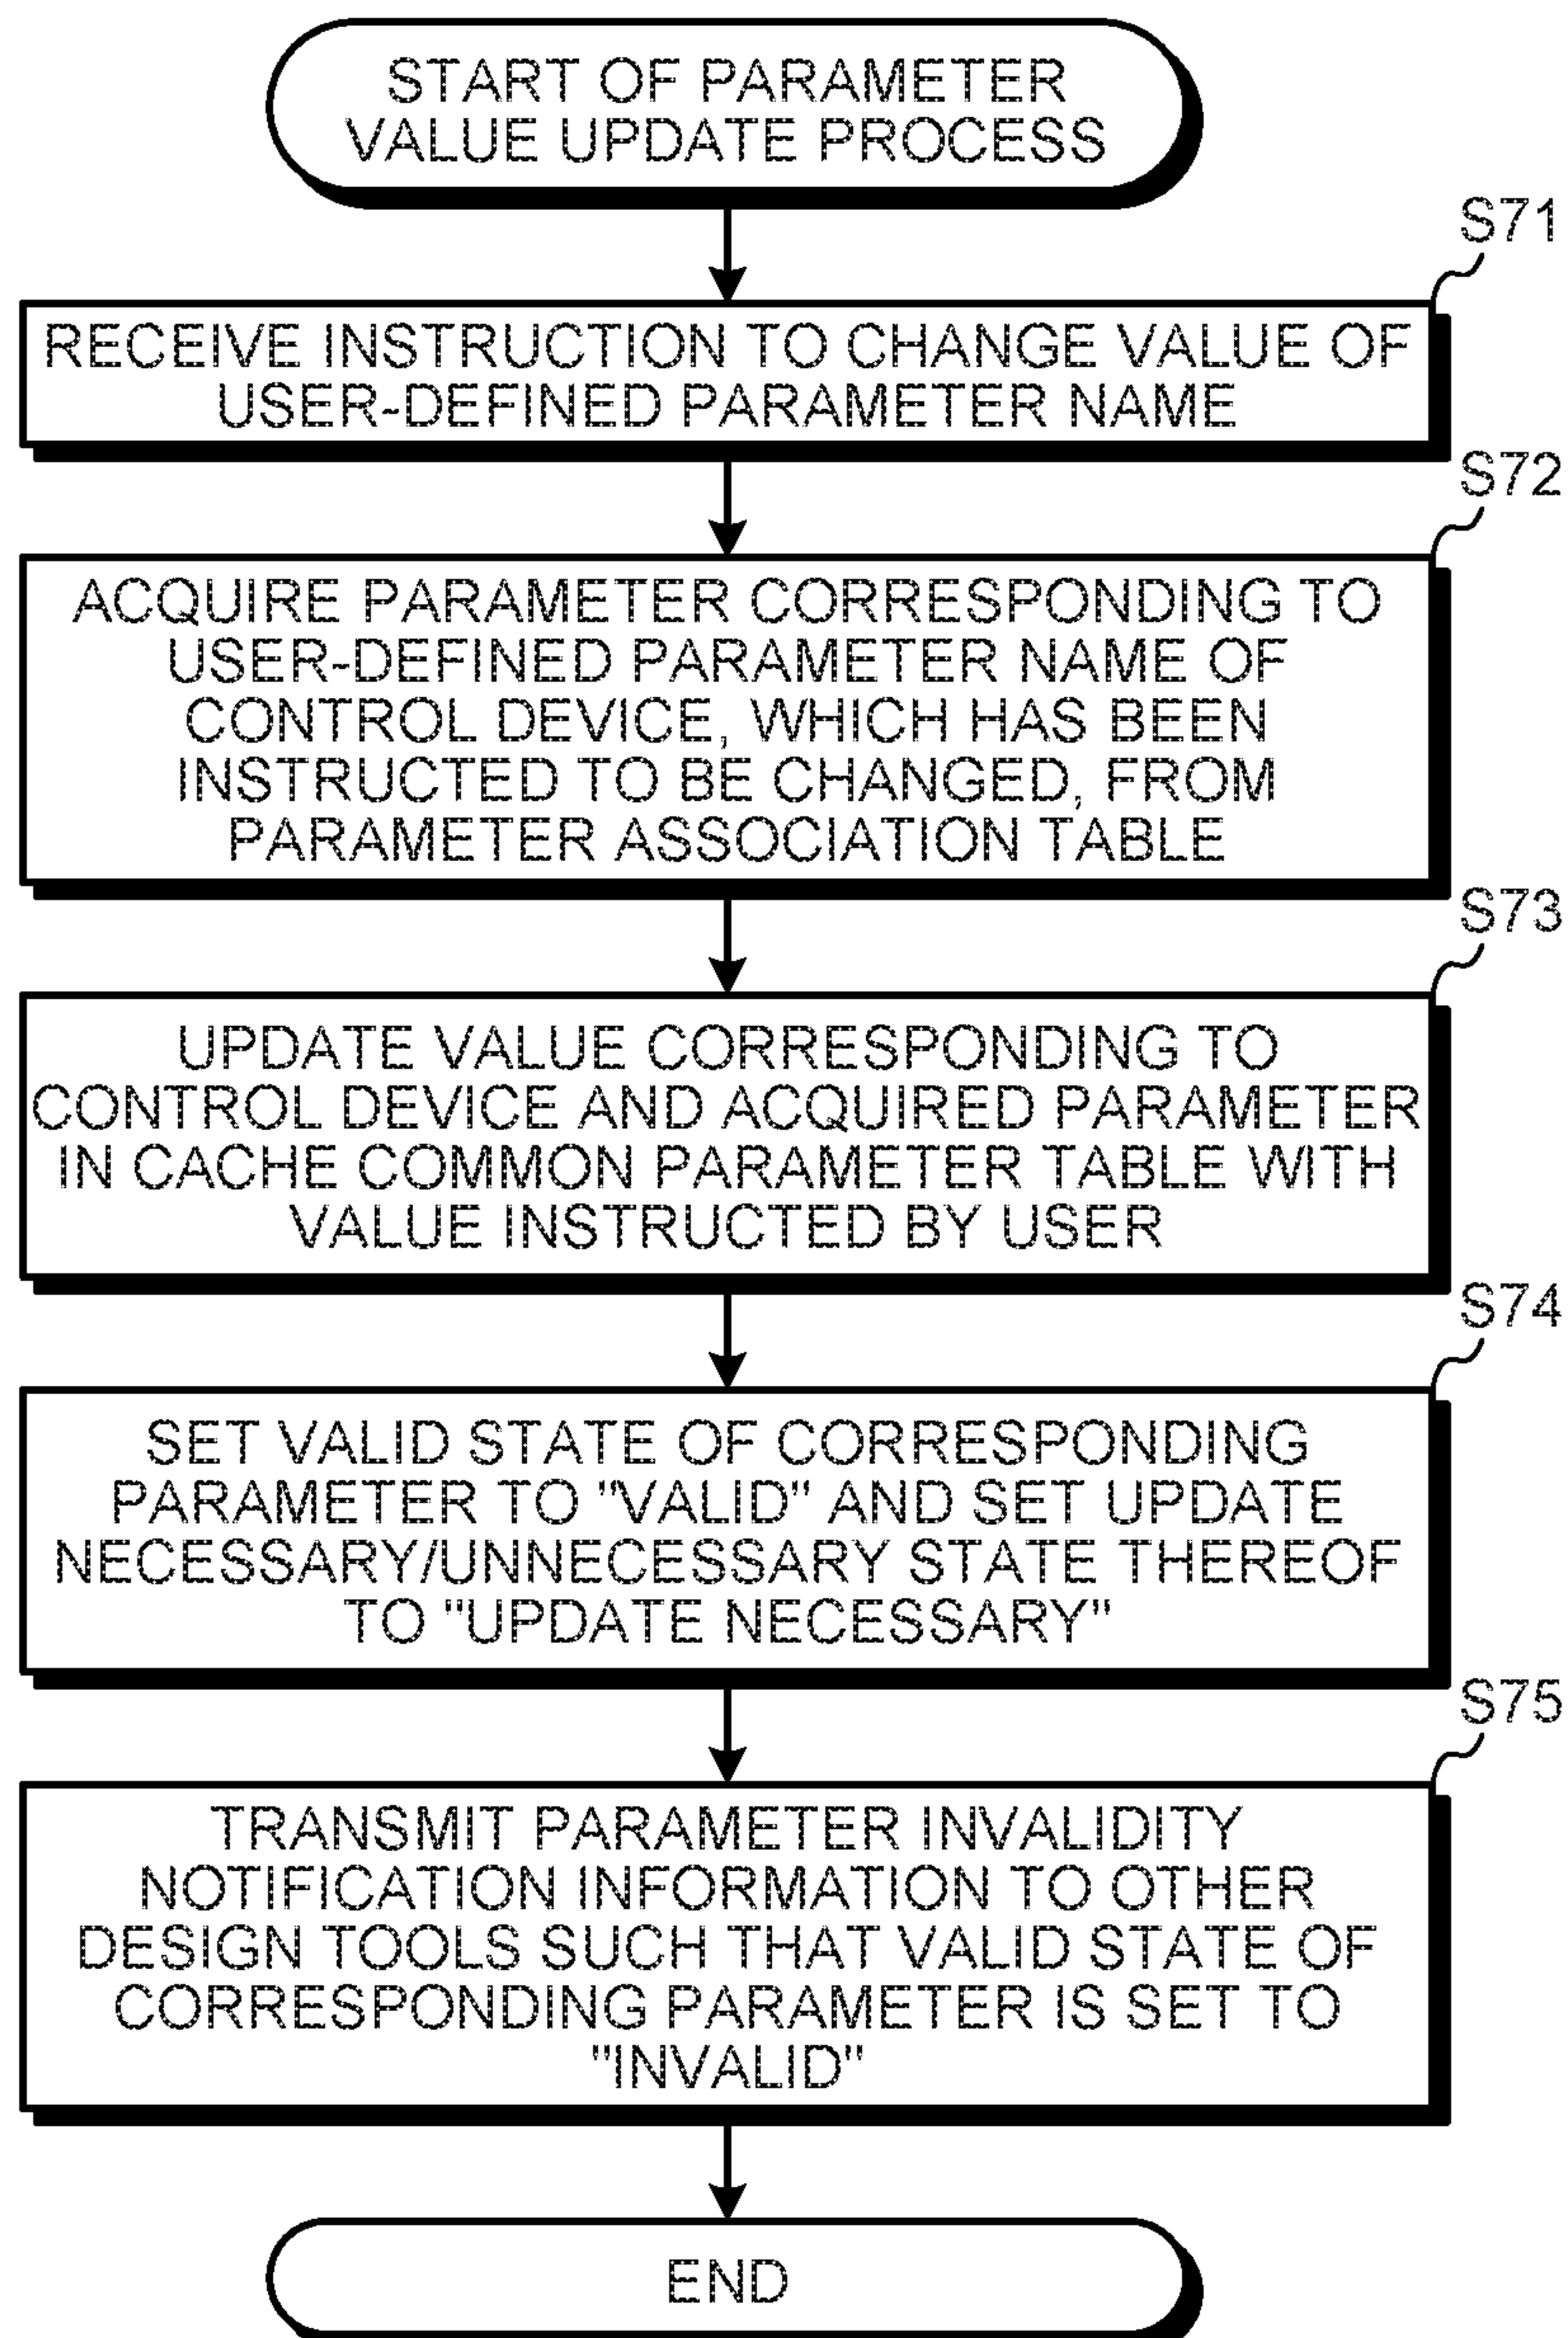 START OF PARAMETER
VALUE UPDATE PROCESS
S71
RECEIVE INSTRUCTION TO CHANGE VALUE OF
USER-DEFINED PARAMETER NAME
S72
ACQUIRE PARAMETER CORRESPONDING TO
USER-DEFINED PARAMETER NAME OF
CONTROL DEVICE, WHICH HAS BEEN
INSTRUCTED TO BE CHANGED, FROM
PARAMETER ASSOCIATION TABLE
S73
UPDATE VALUE CORRESPONDING TO
CONTROL DEVICE AND ACQUIRED PARAMETER
IN CACHE COMMON PARAMETER TABLE WITH
VALUE INSTRUCTED BY USER
S74
SET VALID STATE OF CORRESPONDING
PARAMETER TO "VALID" AND SET UPDATE
NECESSARY/UNNECESSARY STATE THEREOF
TO "UPDATE NECESSARY"
S75
TRANSMIT PARAMETER INVALIDITY
NOTIFICATION INFORMATION TO OTHER
DESIGN TOOLS SUCH THAT VALID STATE OF
CORRESPONDING PARAMETER IS SET TO
"INVALID"
END